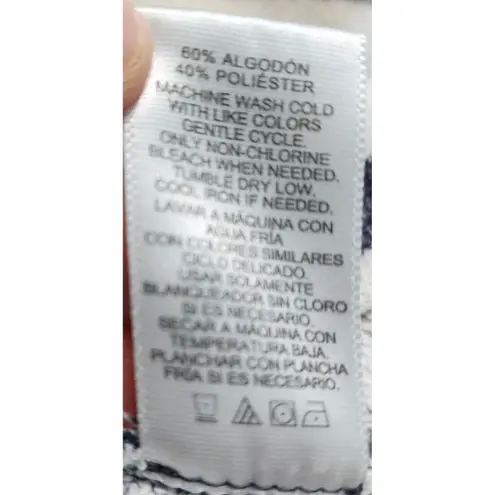 60% ALGODÓN
40% POLIÉSTER
MACHINE WASH COLD
WITH LIKE COLORS
GENTLE CYCLE.
ONLY NON-CHLORINE
BLEACH WHEN NEEDED.
TUMBLE DRY LOW.
COOL IRON IF NEEDED.
LAVAR A MÁQUINA CON
AGUA FRÍA
CON COLORES SIMILARES
CICLO DELICADO.
USAR SOLAMENTE
BLANQUEADOR SIN CLORO
SI ES NECESARIO.
SECAR A MÁQUINA CON
TEMPERATURA BAJA.
PLANCHAR CON PLANCHA
FRÍA SI ES NECESARIO.